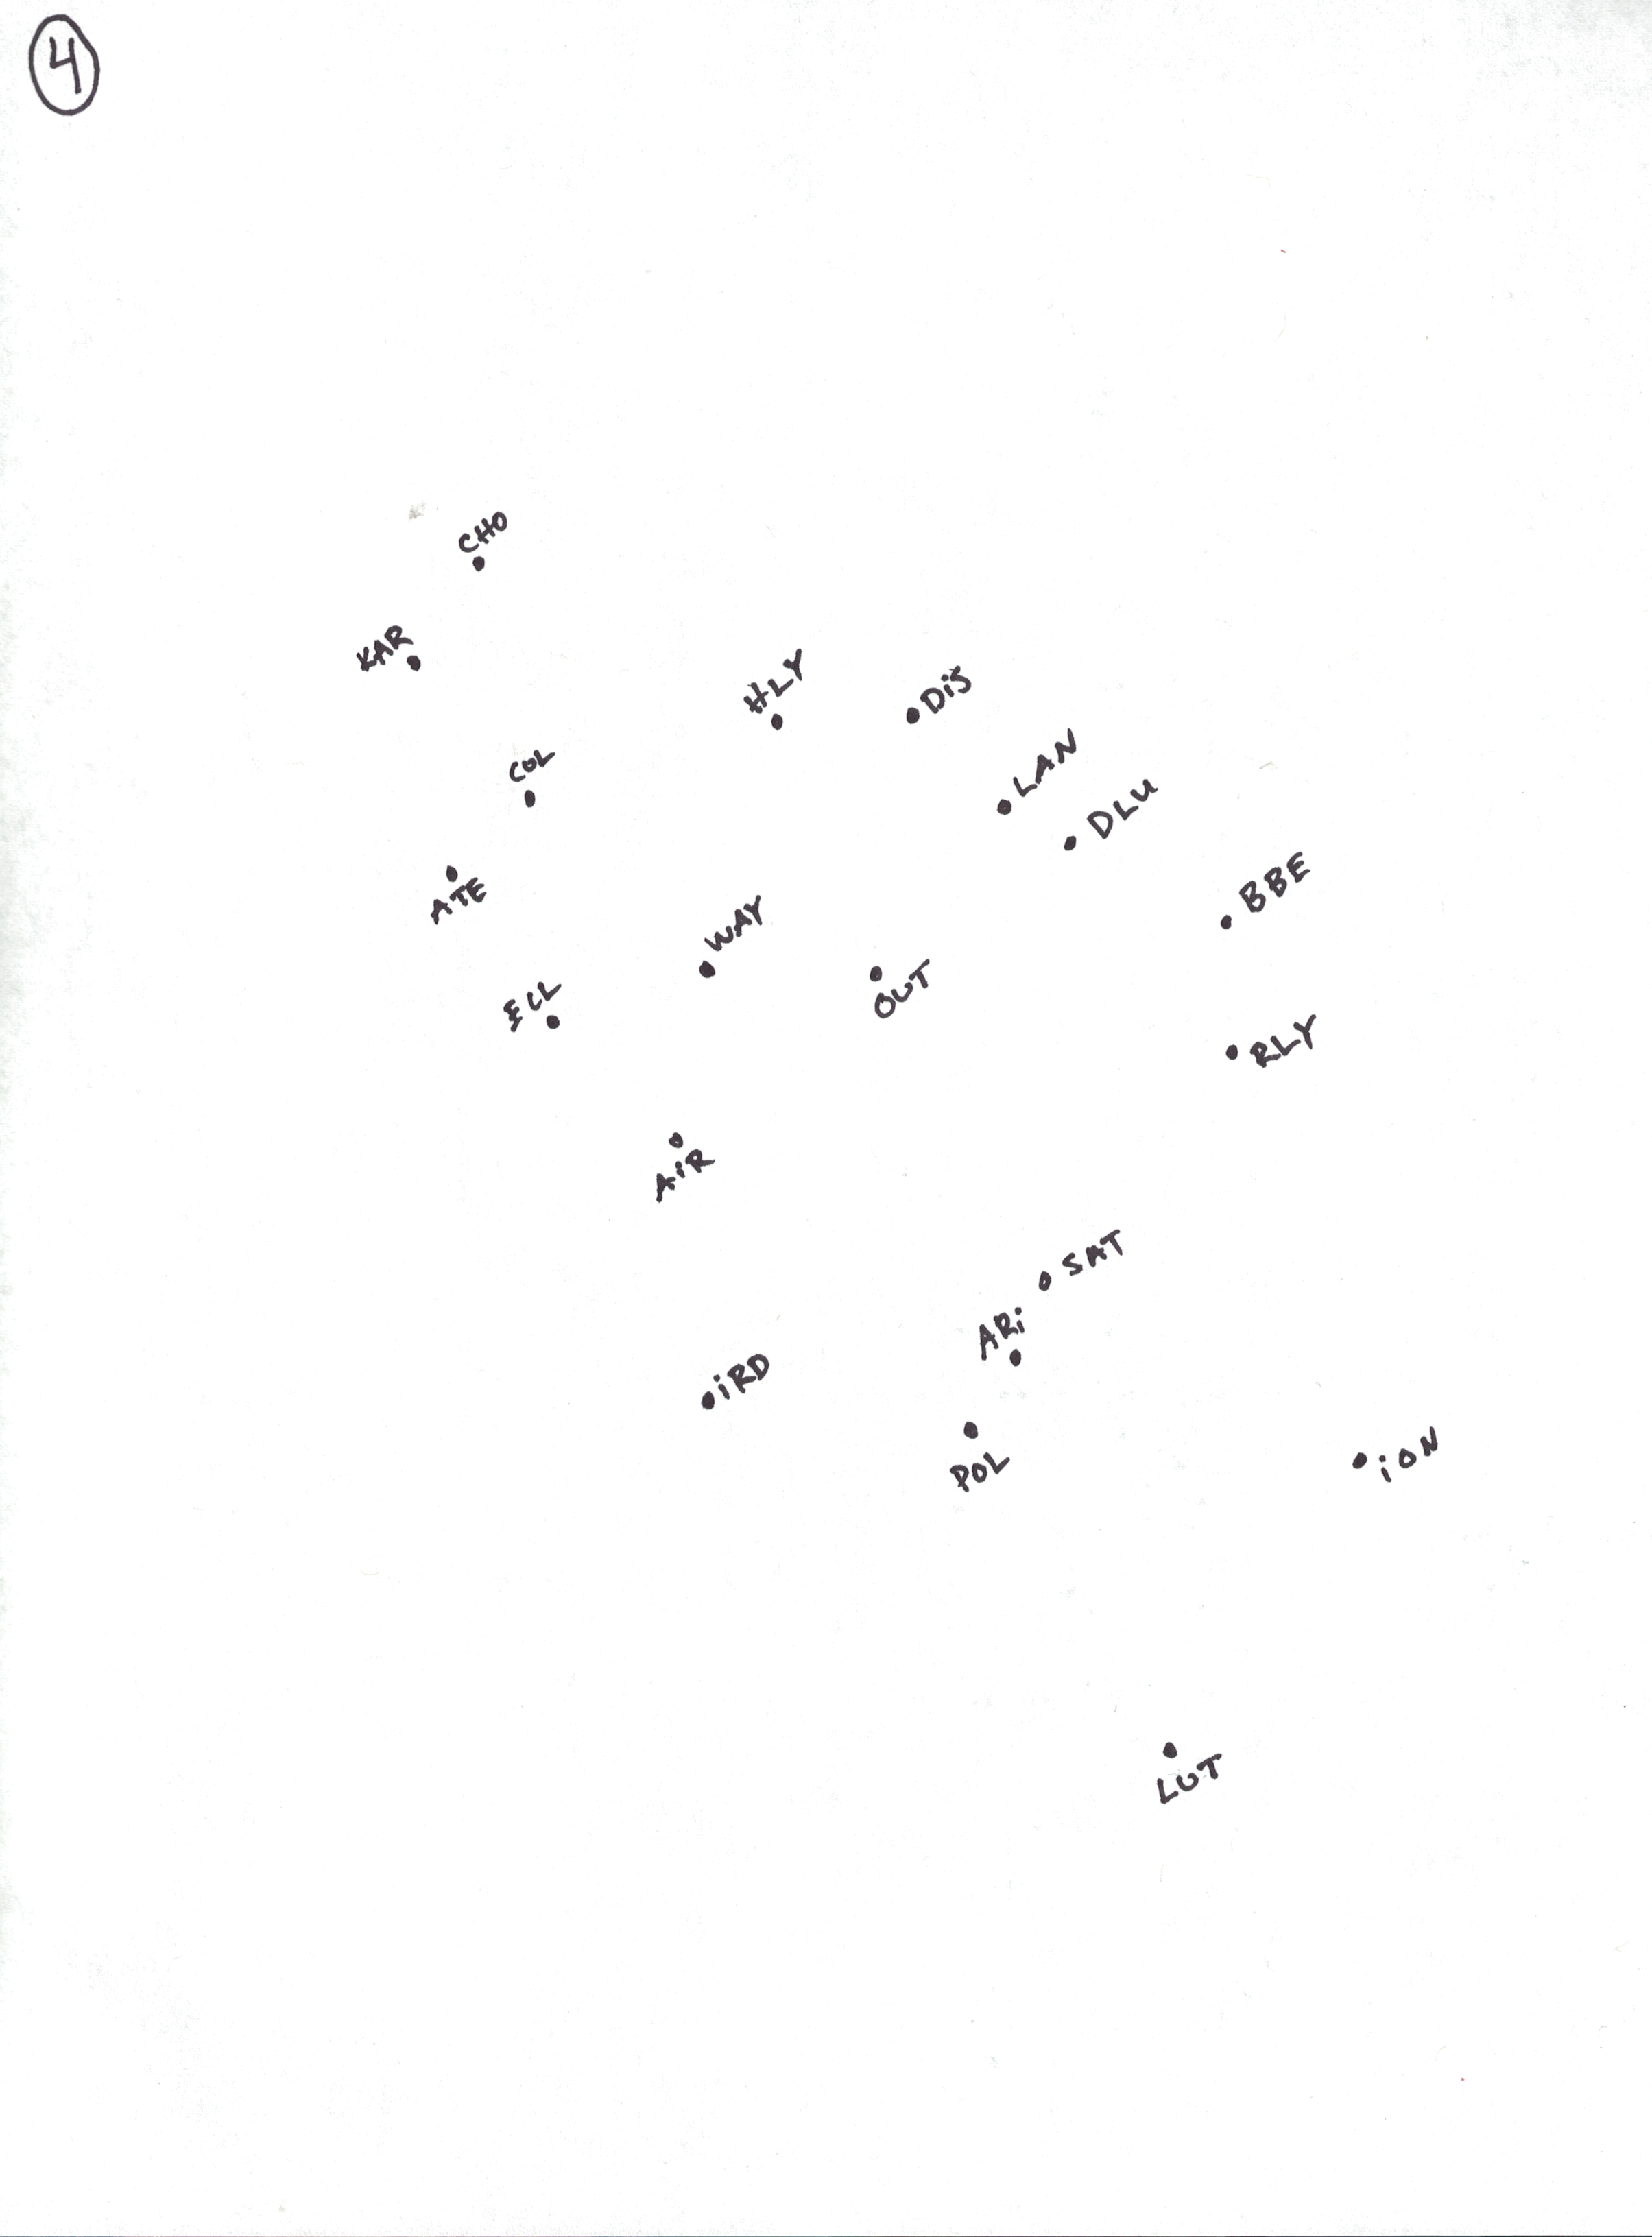 4
CHO
KAR
HLY
DiS
LAN
COL
DLU
BBE
ATE
WAY
OUT
ECL
RLY
AiR
SAT
ARi
iRD
POL
iON
LUT